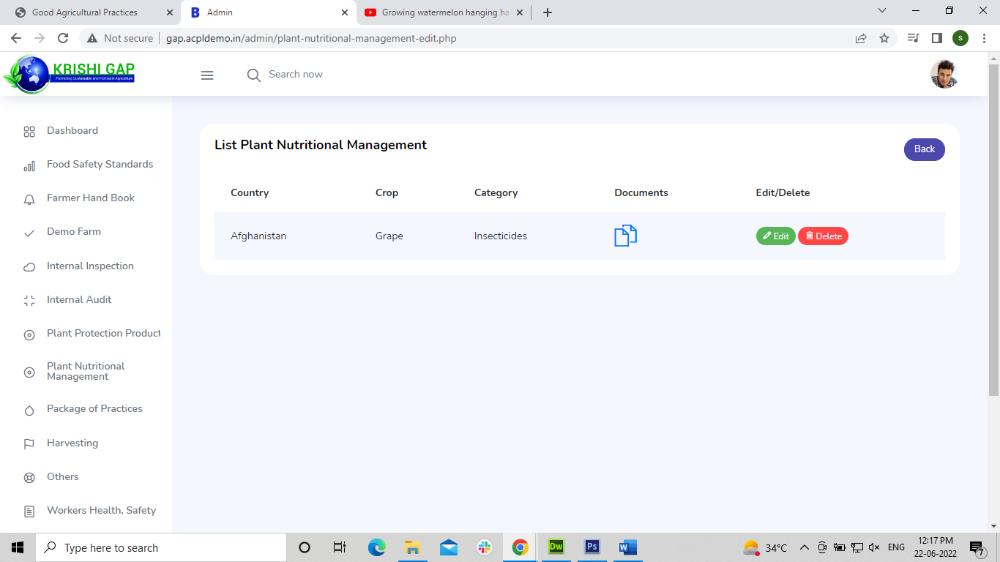 Good Agricultural Practices
Admin
Growing watermelon hanging ha
Not secure
gap.acpldemo.in/admin/plant-nutritional-management-edit.php
s
KRISHI GAP
Promoting Sustainable and Profitable Agriculture
Search now
Dashboard
Food Safety Standards
Farmer Hand Book
Demo Farm
Internal Inspection
Internal Audit
Plant Protection Product
Plant Nutritional
Management
Package of Practices
Harvesting
Others
Workers Health, Safety
List Plant Nutritional Management
Back
Country Crop Category Documents Edit/Delete
Afghanistan Grape Insecticides Edit Delete
Type here to search
Dw
Ps
W
34°C
ENG
12:17 PM
22-06-2022
7